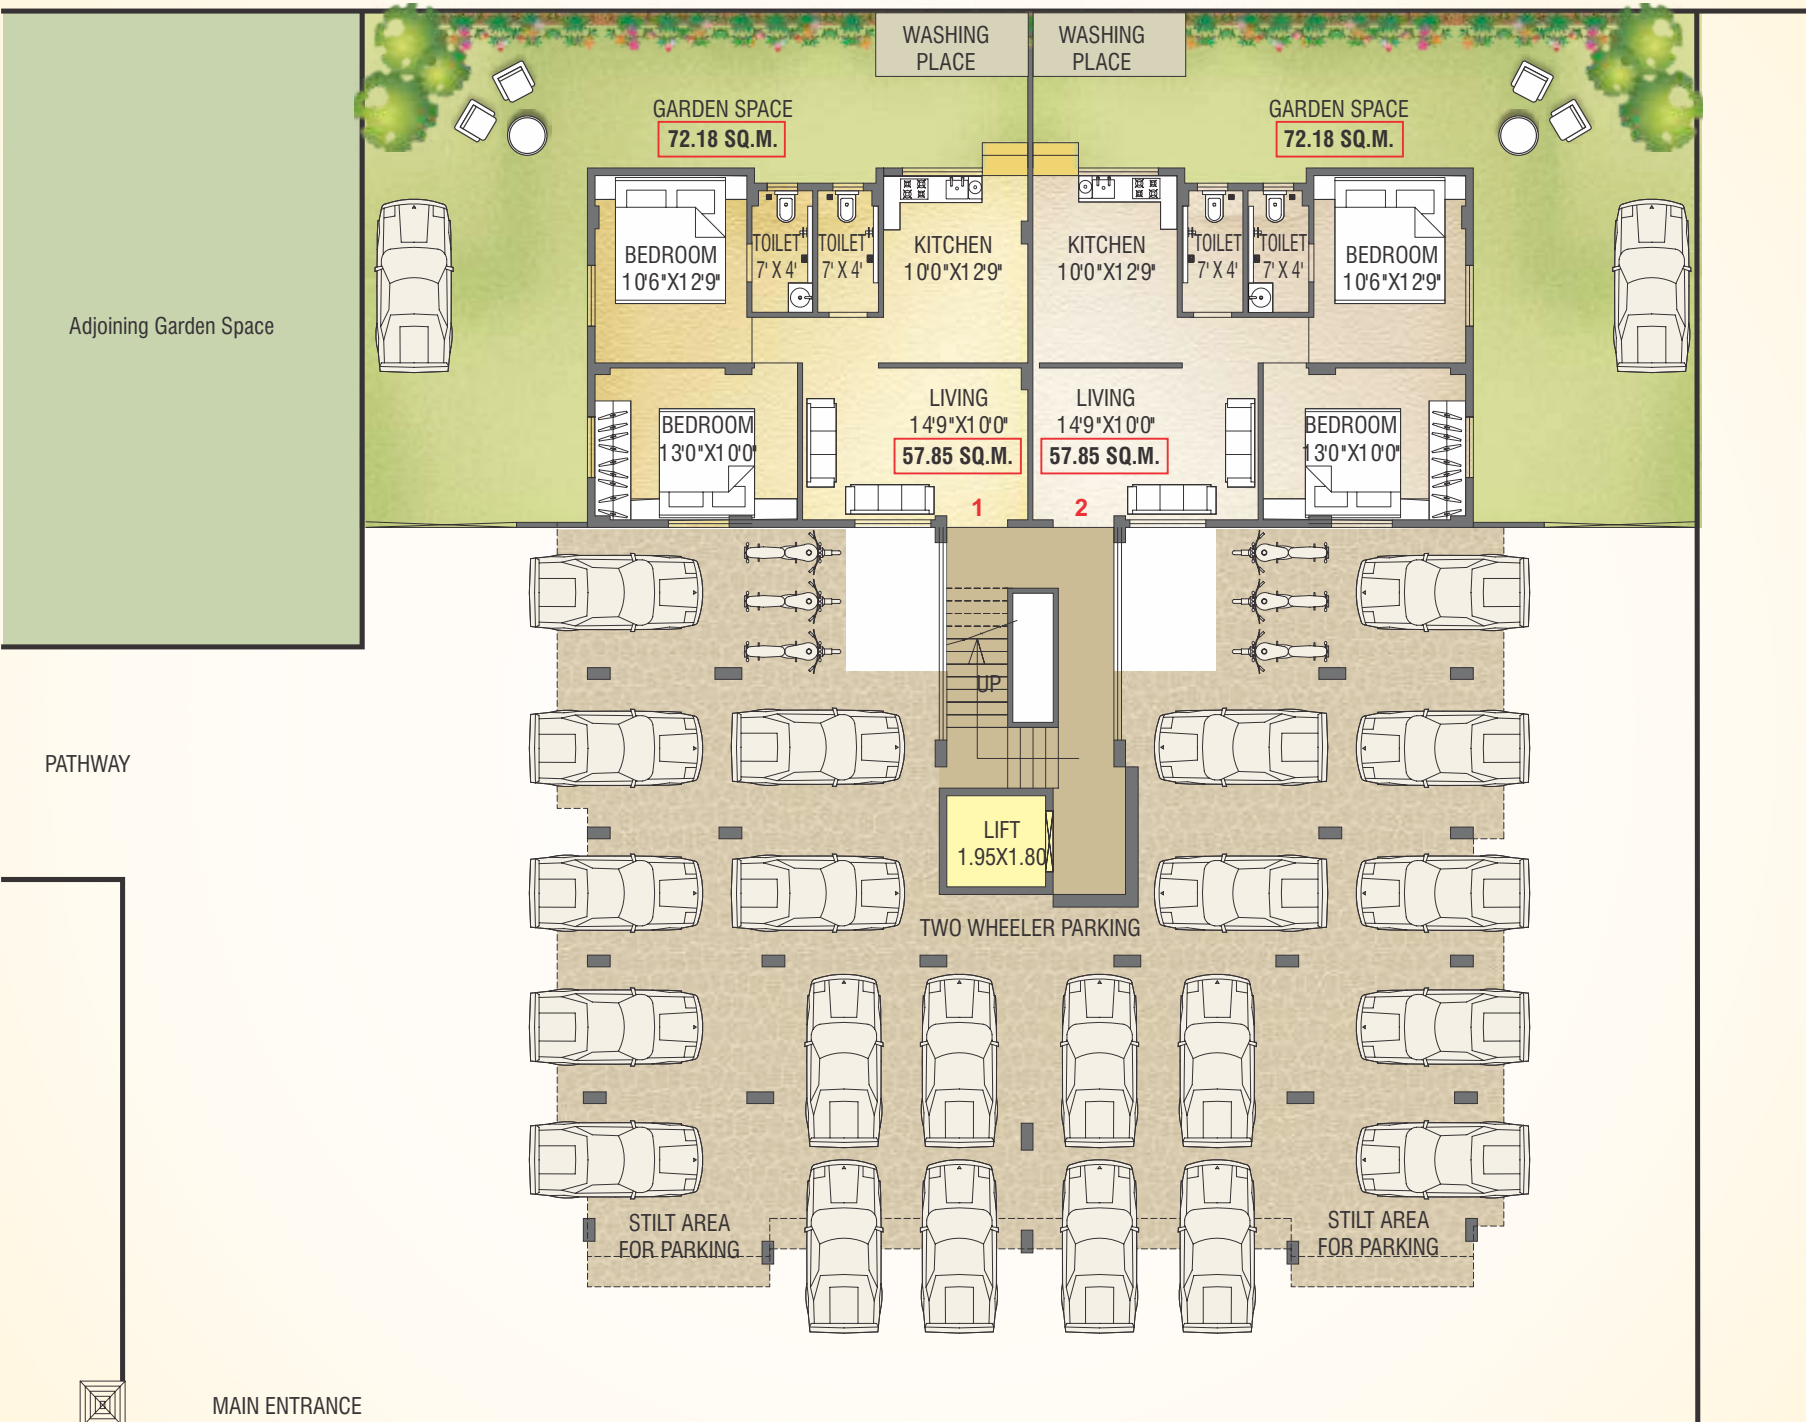 WASHING
PLACE
WASHING
PLACE
GARDEN SPACE
72.18 SQ.M.
GARDEN SPACE
72.18 SQ.M.
BEDROOM
10'6"X12'9"
TOILET
7' X 4'
TOILET
7' X 4'
KITCHEN
10'0"X12'9"
KITCHEN
10'0"X12'9"
TOILET
7' X 4'
TOILET
7' X 4'
BEDROOM
10'6"X12'9"
Adjoining Garden Space
BEDROOM
13'0"X10'0"
LIVING
14'9"X10'0"
57.85 SQ.M.
1
LIVING
14'9"X10'0"
57.85 SQ.M.
2
BEDROOM
13'0"X10'0"
UP
PATHWAY
LIFT
1.95X1.80
TWO WHEELER PARKING
STILT AREA
FOR PARKING
STILT AREA
FOR PARKING
MAIN ENTRANCE